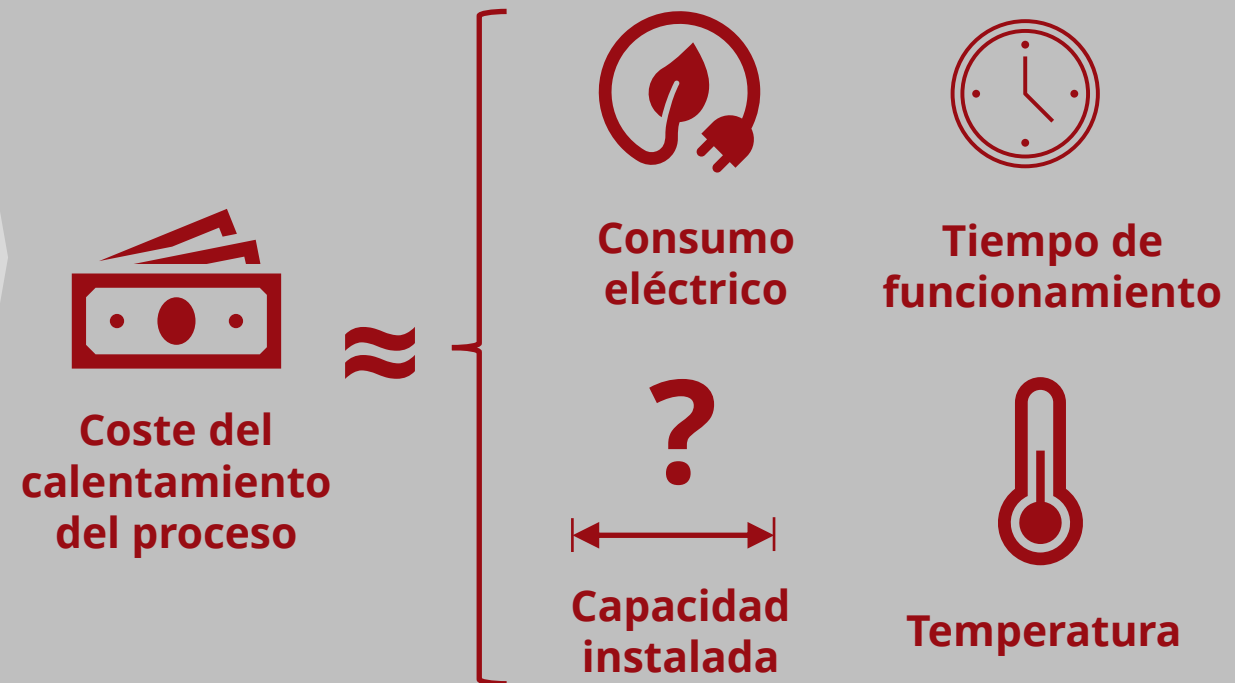 Coste del
calentamiento
del proceso
≈
Consumo
eléctrico
Tiempo de
funcionamiento
?
Capacidad
instalada
Temperatura